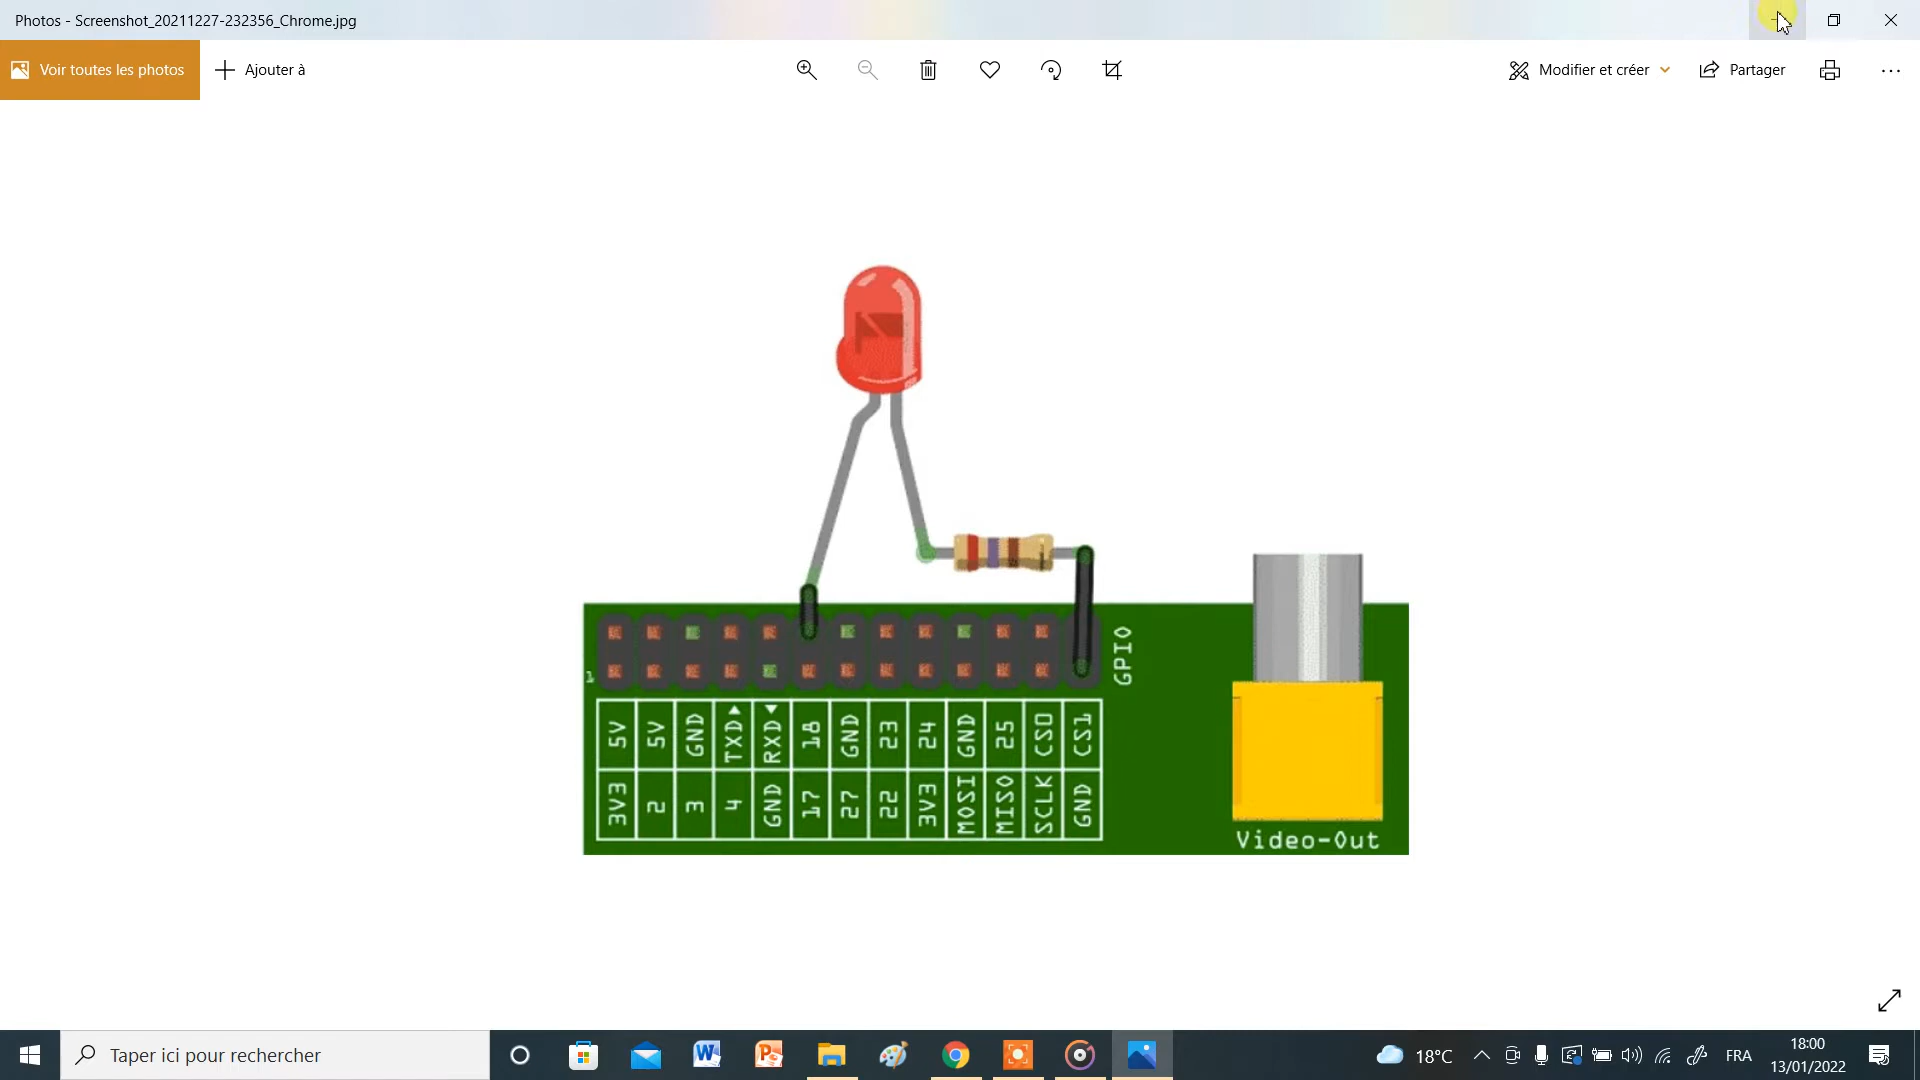 Photos - Screenshot_20211227-232356_Chrome.jpg
Voir toutes les photos
Ajouter à
Modifier et créer
Partager
1
GPIO
5V 5V GND TXD RXD 18 GND 23 24 GND 25 CS0 CS1
3V3 2 3 4 GND 17 27 22 3V3 MOSI MISO SCLK GND
Video-Out
Taper ici pour rechercher
18°C
FRA
18:00
13/01/2022